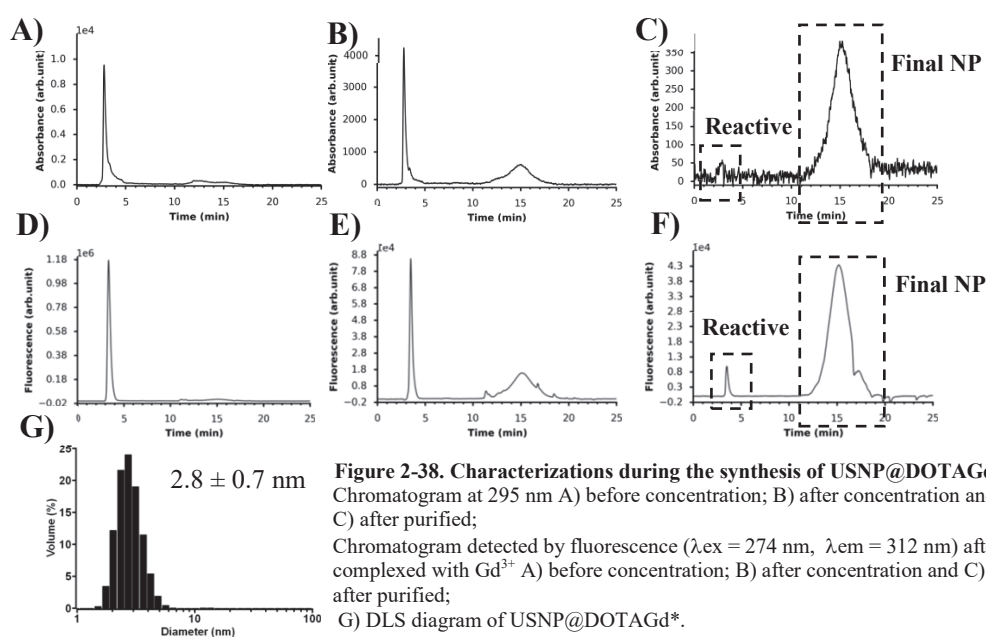 A)
1e4
Absorbance (arb.unit)
1.0
0.8
0.6
0.4
0.2
0.0
0 5 10 15 20 25
Time (min)
B)
Absorbance (arb.unit)
4000
3000
2000
1000
0
0 5 10 15 20 25
Time (min)
C)
Absorbance (arb.unit)
350
300
250
200
150
100
50
0
Reactive
Final NP
0 5 10 15 20 25
Time (min)
D)
1e6
Fluorescence (arb.unit)
1.18
0.98
0.78
0.58
0.38
0.18
−0.02
0 5 10 15 20 25
Time (min)
E)
1e4
Fluorescence (arb.unit)
8.8
7.8
6.8
5.8
4.8
3.8
2.8
1.8
0.8
−0.2
0 5 10 15 20 25
Time (min)
F)
1e4
Fluorescence (arb.unit)
4.3
3.8
3.3
2.8
2.3
1.8
1.3
0.8
0.3
−0.2
Reactive
Final NP
0 5 10 15 20 25
Time (min)
G)
Volume (%)
25
20
15
10
5
0
2.8 ± 0.7 nm
1 10 100
Diameter (nm)
Figure 2-38. Characterizations during the synthesis of USNP@DOTAG
Chromatogram at 295 nm A) before concentration; B) after concentration an
C) after purified;
Chromatogram detected by fluorescence (λex = 274 nm, λem = 312 nm) aft
complexed with Gd³⁺ A) before concentration; B) after concentration and C)
after purified;
G) DLS diagram of USNP@DOTAGd*.